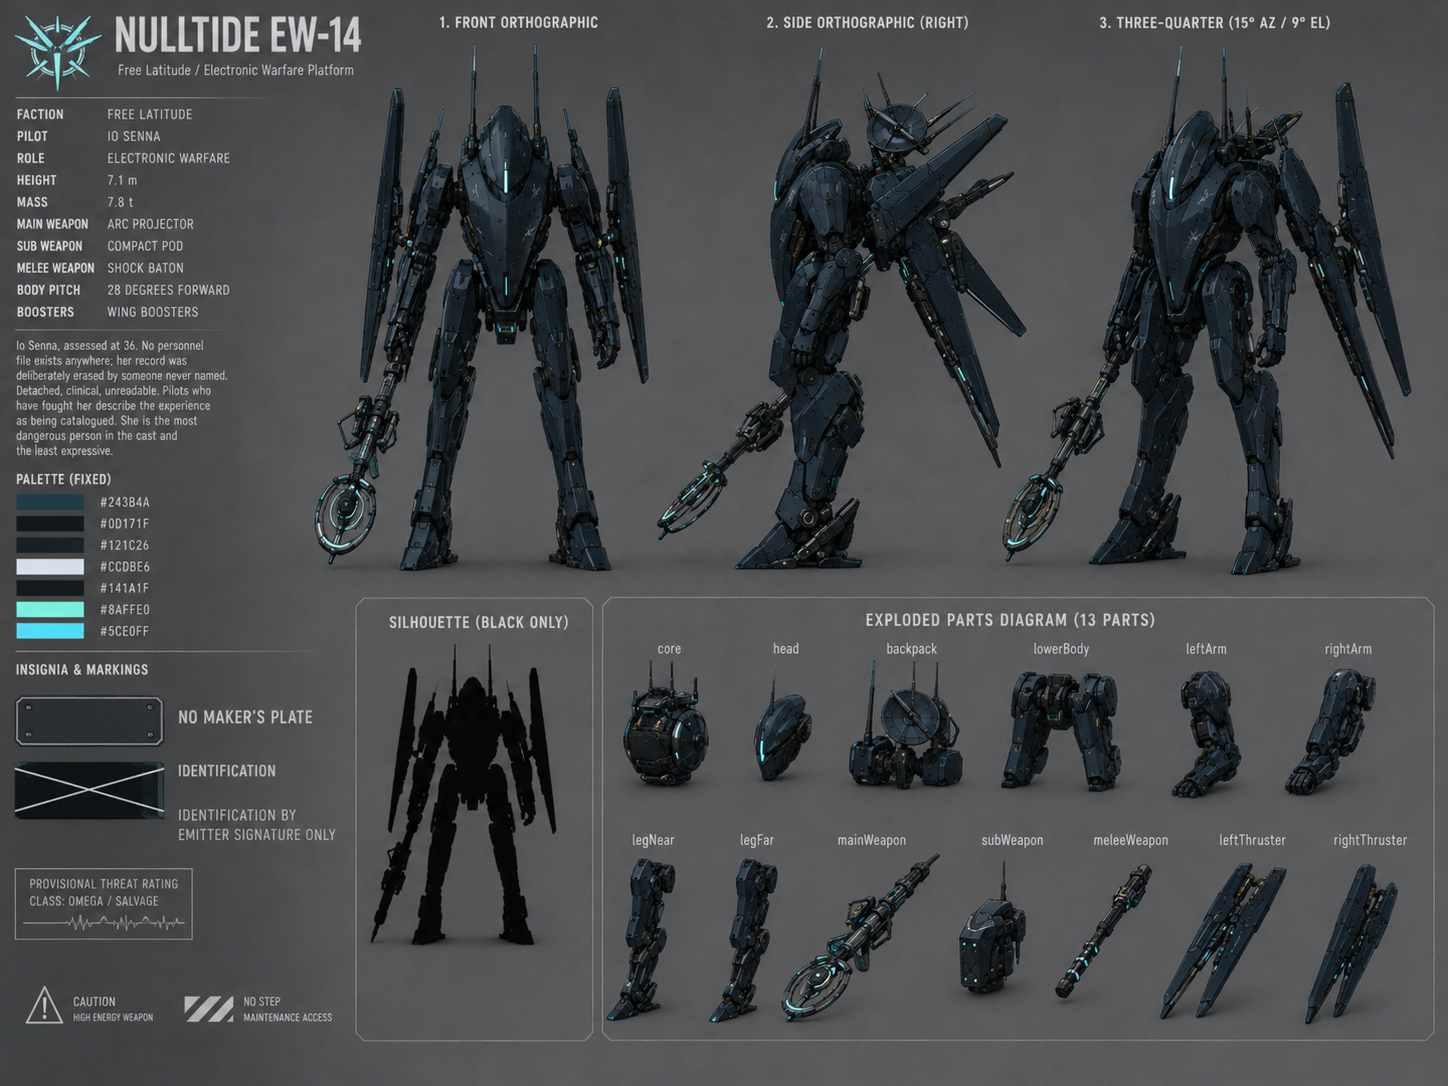 NULLTIDE EW-14
Free Latitude / Electronic Warfare Platform
FACTION FREE LATITUDE
PILOT IO SENNA
ROLE ELECTRONIC WARFARE
HEIGHT 7.1 m
MASS 7.8 t
MAIN WEAPON ARC PROJECTOR
SUB WEAPON COMPACT POD
MELEE WEAPON SHOCK BATON
BODY PITCH 28 DEGREES FORWARD
BOOSTERS WING BOOSTERS
Io Senna, assessed at 36. No personnel
file exists anywhere; her record was
deliberately erased by someone never named.
Detached, clinical, unreadable. Pilots who
have fought her describe the experience
as being catalogued. She is the most
dangerous person in the cast and
the least expressive.
PALETTE (FIXED)
#243B4A
#0D171F
#121C26
#CCDBE6
#141A1F
#8AFFE0
#5CE0FF
INSIGNIA & MARKINGS
NO MAKER'S PLATE
IDENTIFICATION
IDENTIFICATION BY
EMITTER SIGNATURE ONLY
PROVISIONAL THREAT RATING
CLASS: OMEGA / SALVAGE
CAUTION
HIGH ENERGY WEAPON
NO STEP
MAINTENANCE ACCESS
1. FRONT ORTHOGRAPHIC
2. SIDE ORTHOGRAPHIC (RIGHT)
3. THREE-QUARTER (15° AZ / 9° EL)
SILHOUETTE (BLACK ONLY)
EXPLODED PARTS DIAGRAM (13 PARTS)
core
head
backpack
lowerBody
leftArm
rightArm
legNear
legFar
mainWeapon
subWeapon
meleeWeapon
leftThruster
rightThruster